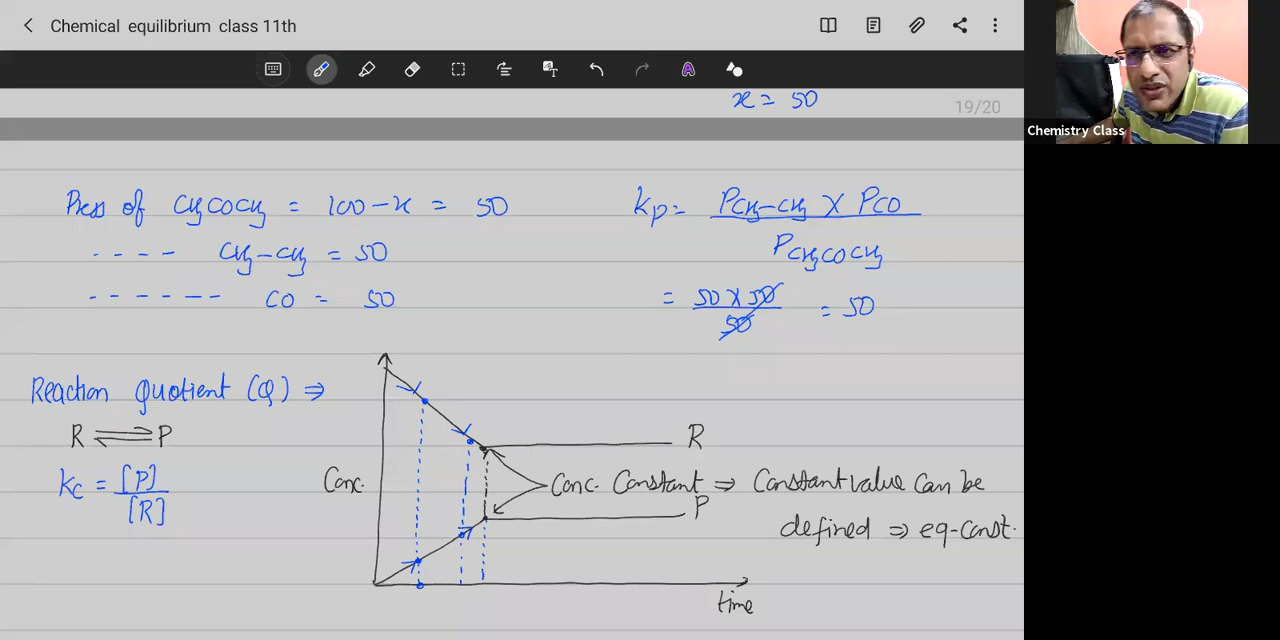 Chemical equilibrium class 11th
x = 50
19/20
Chemistry Class
Press of CH3COCH3 = 100 - x = 50
---- CH3-CH3 = 50
------ CO = 50
Kp = PCH3-CH3 X PCO
PCH3COCH3
= 50 X 50
50
= 50
Reaction Quotient (Q) ⇒
R ⇌ P
Kc = [P]
[R]
Conc.
R
Conc. Constant ⇒ Constant value can be
P
defined ⇒ eq-const.
time